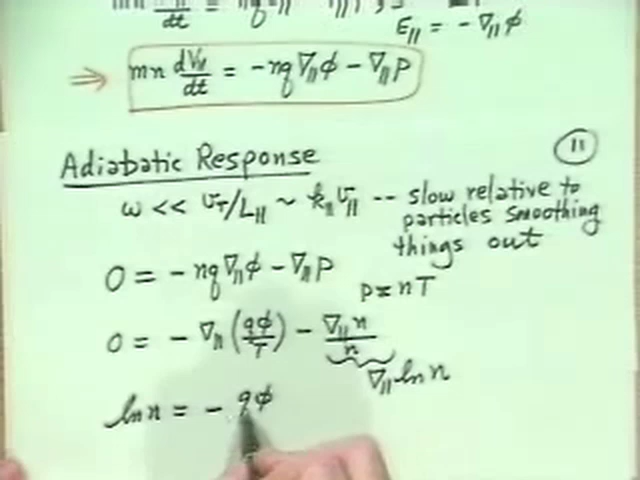 E∥ = -∇∥ϕ
⇒ mn dV∥/dt = -nq∇∥ϕ - ∇∥P
11
Adiabatic Response
ω << v_T/L∥ ~ k∥v∥ -- slow relative to
particles smoothing
things out
0 = -nq∇∥ϕ - ∇∥P
p = nT
0 = -∇∥(qϕ/T) - ∇∥n/n
∇∥ ln n
ln n = - qϕ